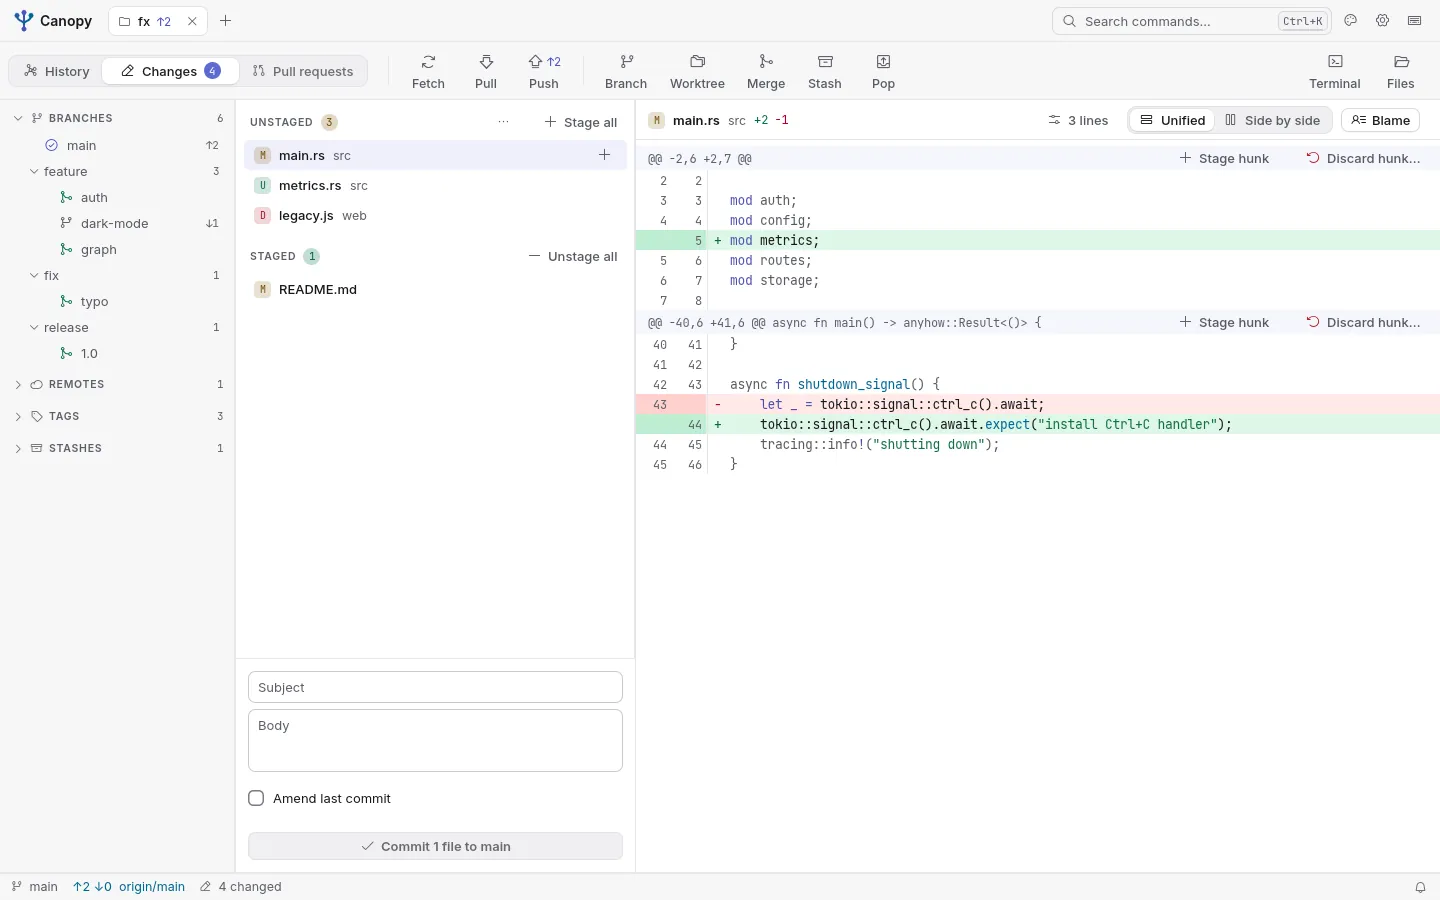 Canopy
fx ↑2
Search commands... Ctrl+K
History
Changes 4
Pull requests
Fetch
Pull
↑2
Push
Branch
Worktree
Merge
Stash
Pop
Terminal
Files
BRANCHES 6
main ↑2
feature 3
auth
dark-mode ↓1
graph
fix 1
typo
release 1
1.0
REMOTES 1
TAGS 3
STASHES 1
UNSTAGED 3 ... + Stage all
M main.rs src +
U metrics.rs src
D legacy.js web
STAGED 1 — Unstage all
M README.md
Subject
Body
Amend last commit
Commit 1 file to main
M main.rs src +2 -1
3 lines
Unified
Side by side
Blame
@@ -2,6 +2,7 @@ + Stage hunk Discard hunk...
2 2
3 3 mod auth;
4 4 mod config;
5 + mod metrics;
5 6 mod routes;
6 7 mod storage;
7 8
@@ -40,6 +41,6 @@ async fn main() -> anyhow::Result<()> { + Stage hunk Discard hunk...
40 41 }
41 42
42 43 async fn shutdown_signal() {
43 - let _ = tokio::signal::ctrl_c().await;
44 + tokio::signal::ctrl_c().await.expect("install Ctrl+C handler");
44 45 tracing::info!("shutting down");
45 46 }
main ↑2 ↓0 origin/main 4 changed